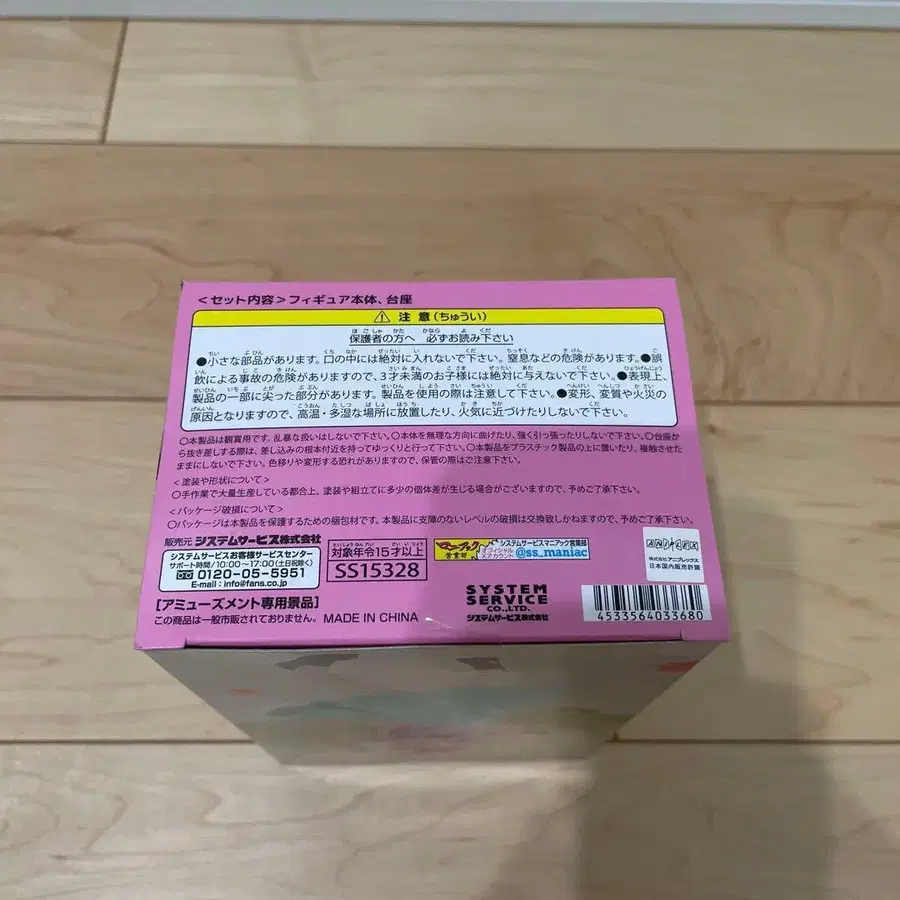 <セット内容>フィギュア本体、台座
⚠ 注意(ちゅうい)
保護者の方へ 必ずお読み下さい
●小さな部品があります。口の中には絶対に入れないで下さい。窒息などの危険があります。●誤
飲による事故の危険がありますので、3才未満のお子様には絶対に与えないで下さい。●表現上、
製品の一部に尖った部分があります。製品を使用の際は注意して下さい。●変形、変質や火災の
原因となりますので、高温・多湿な場所に放置したり、火気に近づけたりしないで下さい。
○本製品は観賞用です。乱暴な扱いはしないで下さい。○本体を無理な方向に曲げたり、強く引っ張ったりしないで下さい。○台座か
ら抜き差しする際は、差し込みの根本付近を持ってゆっくりと行って下さい。○本製品をプラスチック製品の上に置いたり、接触させた
ままにしないで下さい。色移りや変形する恐れがありますので、保管の際はご注意下さい。
<塗装や形状について>
○手作業で大量生産している都合上、塗装や組立てに多少の個体差が生じる場合がございますので、予めご了承下さい。
<パッケージ破損について>
○パッケージは本製品を保護するための梱包材です。本製品に支障のないレベルの破損は交換致しかねますので、予めご了承下さい。
販売元 システムサービス株式会社
システムサービスお客様サービスセンター
サポート時間/10:00~17:00(土日祝除く)
0120-05-5951
E-mail:info@fans.co.jp
[アミューズメント専用景品]
この商品は一般市販されておりません。 MADE IN CHINA
対象年令15才以上
SS15328
マニアック
営業部
オフィシャル
Xアカウント
システムサービスマニアック営業部
@ss_maniac
SYSTEM
SERVICE
CO.,LTD.
システムサービス株式会社
ANIPLEX
株式会社アニプレックス
日本国内販売許諾
4533564033680